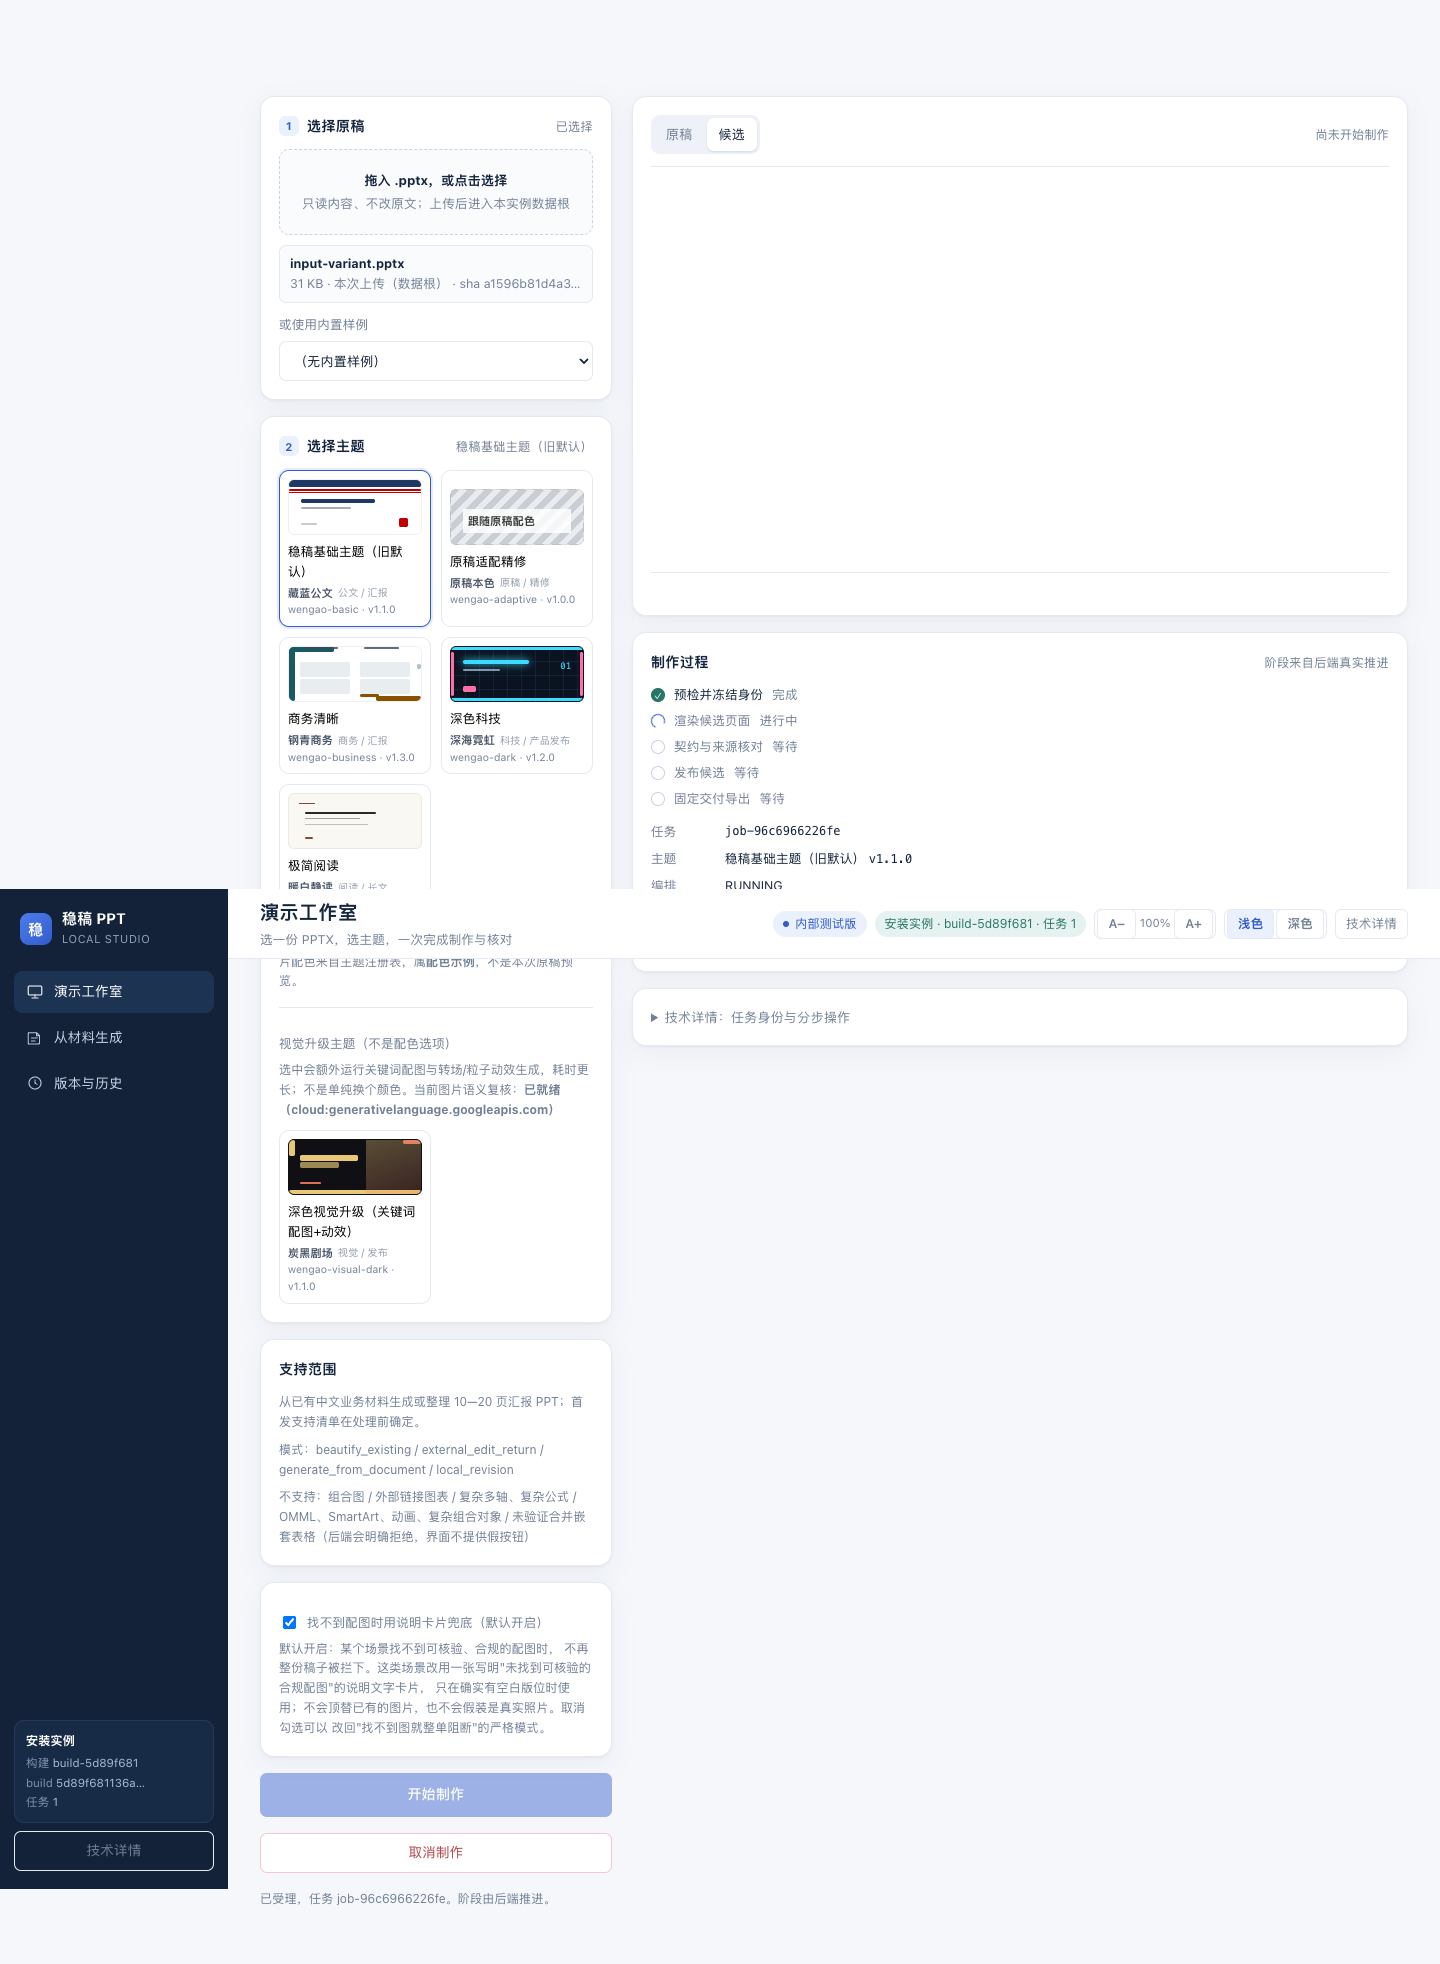 1 选择原稿 已选择
拖入 .pptx，或点击选择
只读内容、不改原文；上传后进入本实例数据根
input-variant.pptx
31 KB · 本次上传（数据根） · sha a1596b81d4a3...
或使用内置样例
（无内置样例）
2 选择主题 稳稿基础主题（旧默认）
稳稿基础主题（旧默
认）
藏蓝公文 公文 / 汇报
wengao-basic · v1.1.0
跟随原稿配色
原稿适配精修
原稿本色 原稿 / 精修
wengao-adaptive · v1.0.0
商务清晰
钢青商务 商务 / 汇报
wengao-business · v1.3.0
01
深色科技
深海霓虹 科技 / 产品发布
wengao-dark · v1.2.0
极简阅读
暖白静读 阅读 / 长文
原稿 候选 尚未开始制作
制作过程 阶段来自后端真实推进
预检并冻结身份 完成
渲染候选页面 进行中
契约与来源核对 等待
发布候选 等待
固定交付导出 等待
任务 job-96c6966226fe
主题 稳稿基础主题（旧默认） v1.1.0
编排 RUNNING
稳 稳稿 PPT
LOCAL STUDIO
演示工作室
从材料生成
版本与历史
安装实例
构建 build-5d89f681
build 5d89f681136a...
任务 1
技术详情
演示工作室
选一份 PPTX，选主题，一次完成制作与核对
内部测试版 安装实例 · build-5d89f681 · 任务 1 A− 100% A+ 浅色 深色 技术详情
片配色来自主题注册表，属配色示例，不是本次原稿预
览。
视觉升级主题（不是配色选项）
选中会额外运行关键词配图与转场/粒子动效生成，耗时更
长；不是单纯换个颜色。当前图片语义复核：已就绪
（cloud:generativelanguage.googleapis.com）
深色视觉升级（关键词
配图+动效）
炭黑剧场 视觉 / 发布
wengao-visual-dark ·
v1.1.0
技术详情：任务身份与分步操作
支持范围
从已有中文业务材料生成或整理 10—20 页汇报 PPT；首
发支持清单在处理前确定。
模式：beautify_existing / external_edit_return /
generate_from_document / local_revision
不支持：组合图 / 外部链接图表 / 复杂多轴、复杂公式 /
OMML、SmartArt、动画、复杂组合对象 / 未验证合并嵌
套表格（后端会明确拒绝，界面不提供假按钮）
找不到配图时用说明卡片兜底（默认开启）
默认开启：某个场景找不到可核验、合规的配图时， 不再
整份稿子被拦下。这类场景改用一张写明"未找到可核验的
合规配图"的说明文字卡片， 只在确实有空白版位时使
用；不会顶替已有的图片，也不会假装是真实照片。取消
勾选可以 改回"找不到图就整单阻断"的严格模式。
开始制作
取消制作
已受理，任务 job-96c6966226fe。阶段由后端推进。